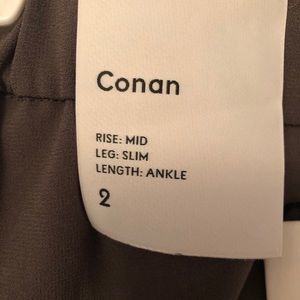 Conan
RISE: MID
LEG: SLIM
LENGTH: ANKLE
2